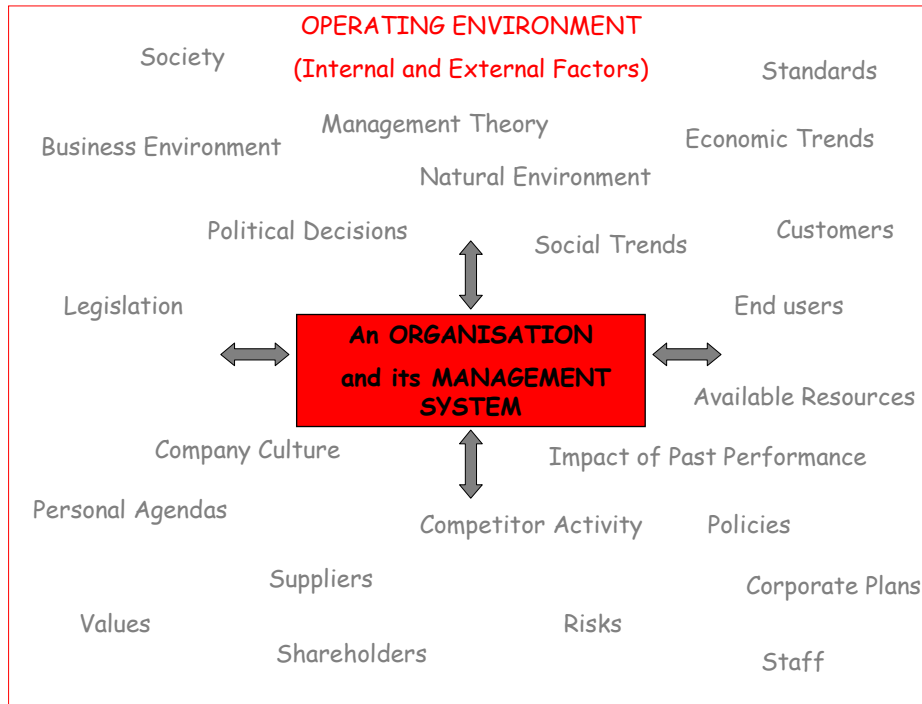 OPERATING ENVIRONMENT
(Internal and External Factors)
Society
Standards
Management Theory
Business Environment
Economic Trends
Natural Environment
Political Decisions
Social Trends
Customers
Legislation
End users
An ORGANISATION
and its MANAGEMENT
SYSTEM
Available Resources
Company Culture
Impact of Past Performance
Personal Agendas
Competitor Activity
Policies
Suppliers
Corporate Plans
Values
Risks
Shareholders
Staff